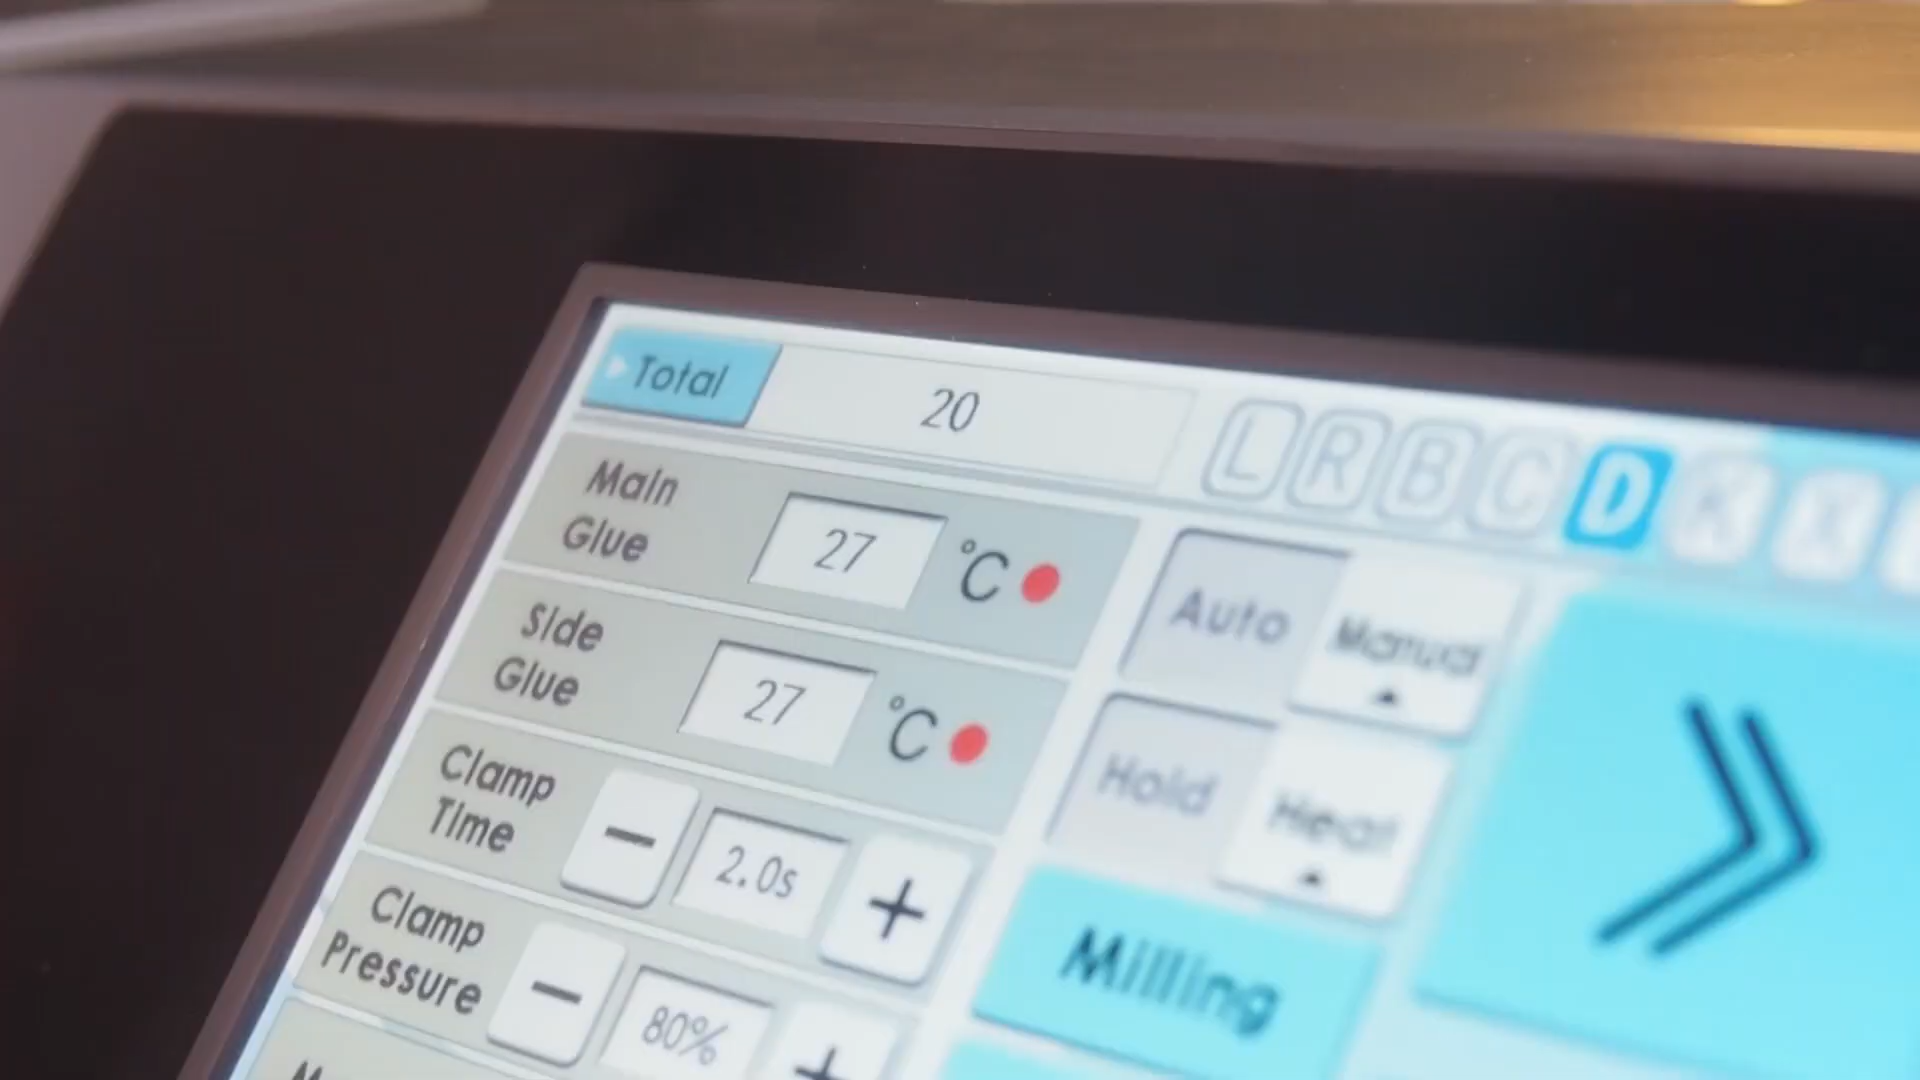 Total 20
L R B C D
Main
Glue
27 °C
Side
Glue
27 °C
Clamp
Time
− 2.0s +
Clamp
Pressure
− 80% +
Auto Manual
Hold Heat
Milling